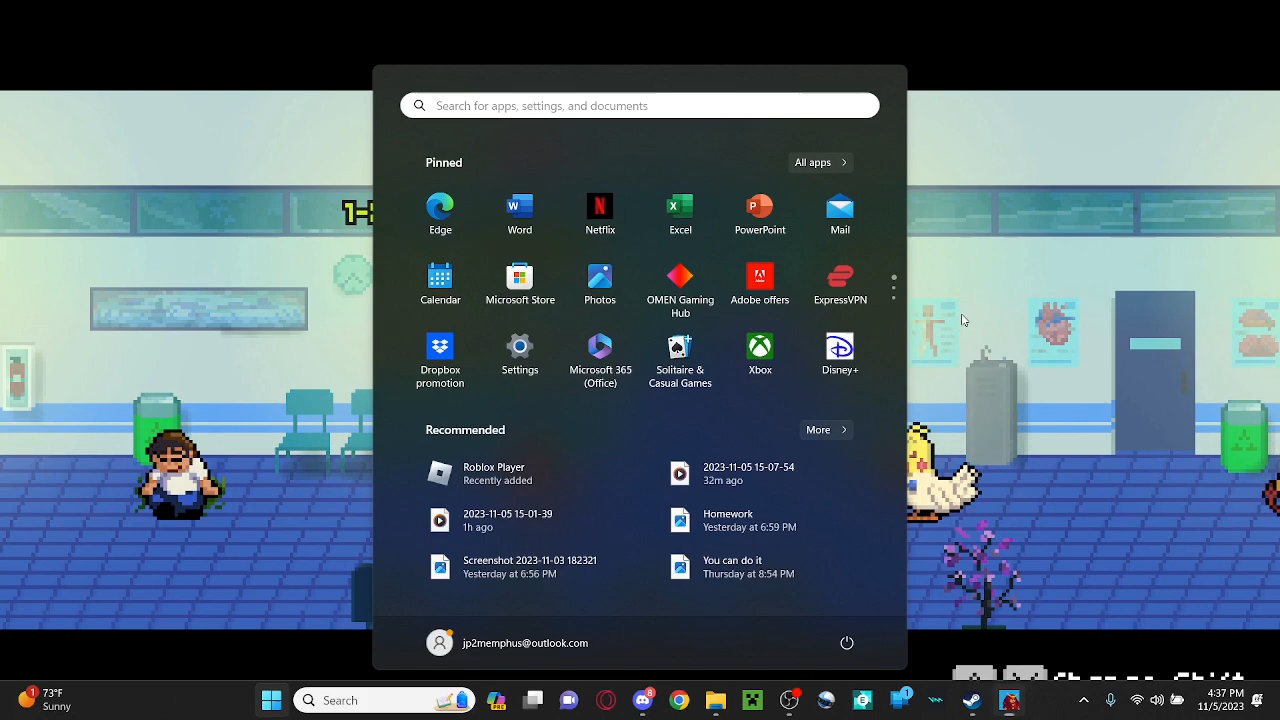 Search for apps, settings, and documents
Pinned
All apps
Edge
Word
Netflix
Excel
PowerPoint
Mail
Calendar
Microsoft Store
Photos
OMEN Gaming
Hub
Adobe offers
ExpressVPN
Dropbox
promotion
Settings
Microsoft 365
(Office)
Solitaire &
Casual Games
Xbox
Disney+
Recommended
More
Roblox Player
Recently added
2023-11-05 15-07-54
32m ago
2023-11-05 15-01-39
1h ago
Homework
Yesterday at 6:59 PM
Screenshot 2023-11-03 182321
Yesterday at 6:56 PM
You can do it
Thursday at 8:54 PM
jp2memphus@outlook.com
1
73°F
Sunny
Search
PRE
8
1
4:37 PM
11/5/2023